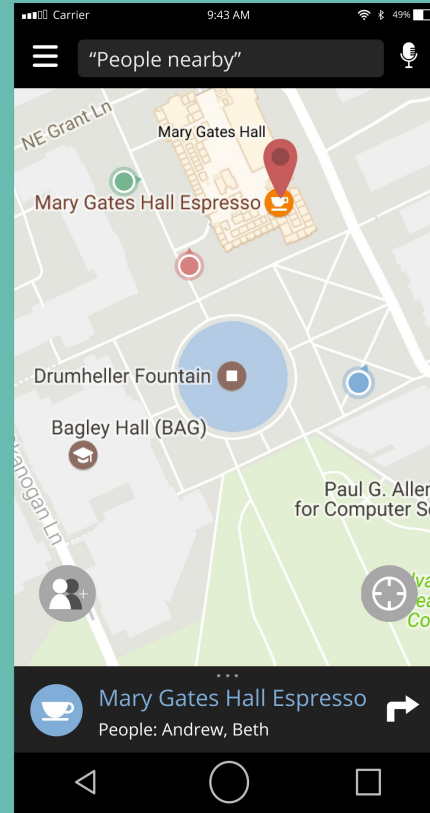 Carrier
9:43 AM
49%
“People nearby”
NE Grant Ln
Mary Gates Hall
Mary Gates Hall Espresso
Drumheller Fountain
Bagley Hall (BAG)
Paul G. Allen
for Computer
Ln
Mary Gates Hall Espresso
People: Andrew, Beth